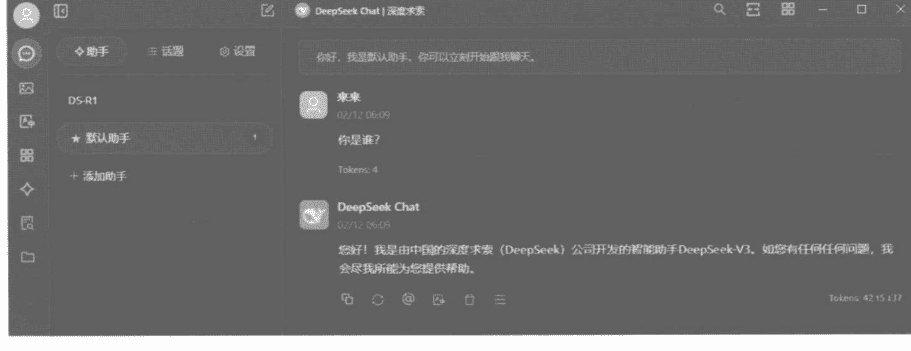 DeepSeek Chat | 深度求索
助手
话题
设置
你好，我是默认助手。你可以立刻开始跟我聊天。
DS-R1
默认助手 1
添加助手
来来
02/12 06:09
你是谁？
Tokens: 4
DeepSeek Chat
02/12 06:09
您好！我是由中国的深度求索（DeepSeek）公司开发的智能助手DeepSeek-V3。如您有任何任何问题，我
会尽我所能为您提供帮助。
Tokens: 42